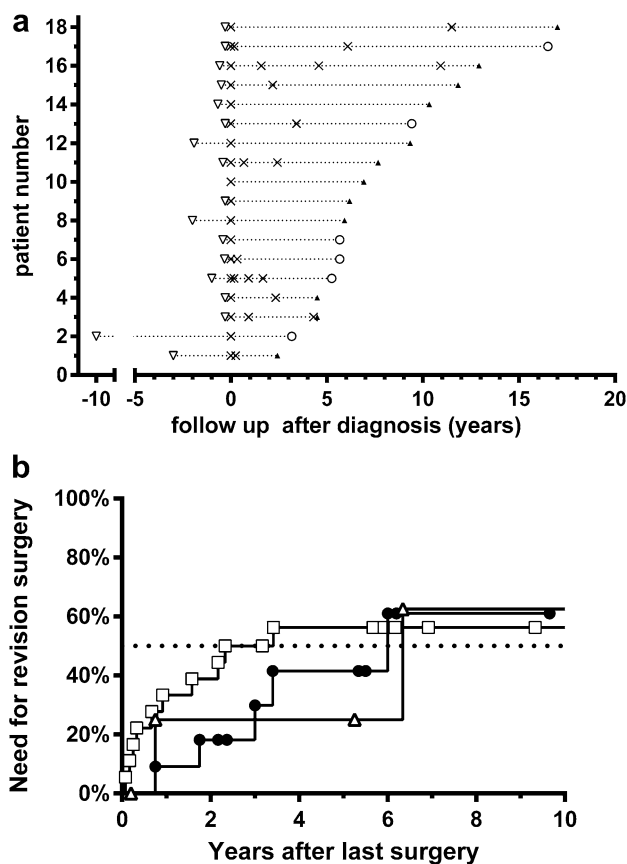 a
18
16
14
12
10
8
6
4
2
0
patient number
-10 -5 0 5 10 15 20
follow up after diagnosis (years)
b
100%
80%
60%
40%
20%
0%
Need for revision surgery
0 2 4 6 8 10
Years after last surgery